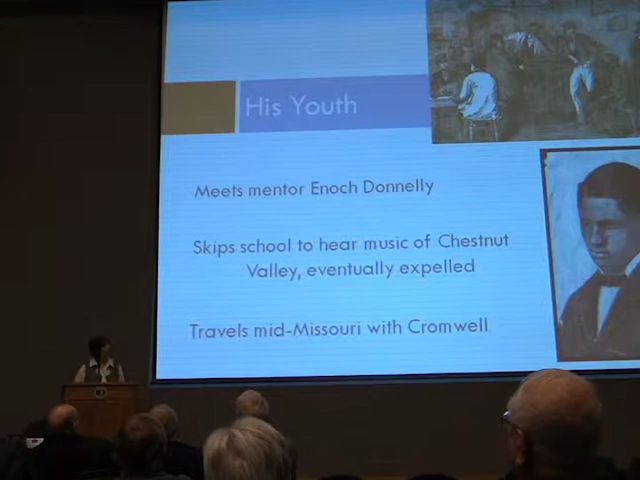 His Youth
Meets mentor Enoch Donnelly
Skips school to hear music of Chestnut
Valley, eventually expelled
Travels mid-Missouri with Cromwell